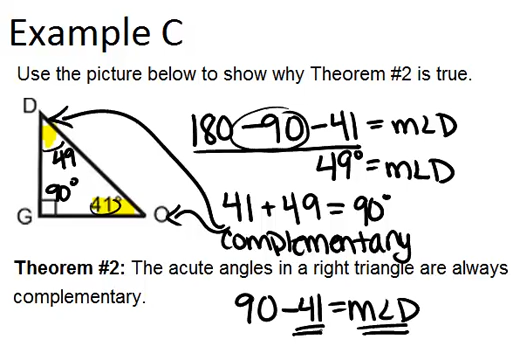 Example C
Use the picture below to show why Theorem #2 is true.
D
180 - 90 - 41 = m∠D
49
49° = m∠D
90°
41°
G
O
41 + 49 = 90°
complementary
Theorem #2: The acute angles in a right triangle are always
complementary.
90 - 41 = m∠D